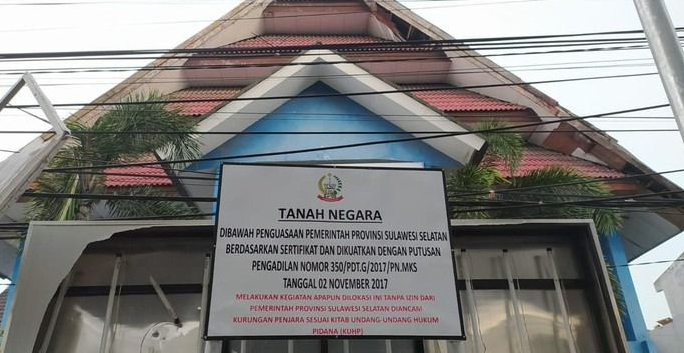 TANAH NEGARA
DIBAWAH PENGUASAAN PEMERINTAH PROVINSI SULAWESI SELATAN
BERDASARKAN SERTIFIKAT DAN DIKUATKAN DENGAN PUTUSAN
PENGADILAN NOMOR 350/PDT.G/2017/PN.MKS
TANGGAL 02 NOVEMBER 2017
MELAKUKAN KEGIATAN APAPUN DILOKASI INI TANPA IZIN DARI
PEMERINTAH PROVINSI SULAWESI SELATAN DIANCAM
KURUNGAN PENJARA SESUAI KITAB UNDANG-UNDANG HUKUM
PIDANA (KUHP)